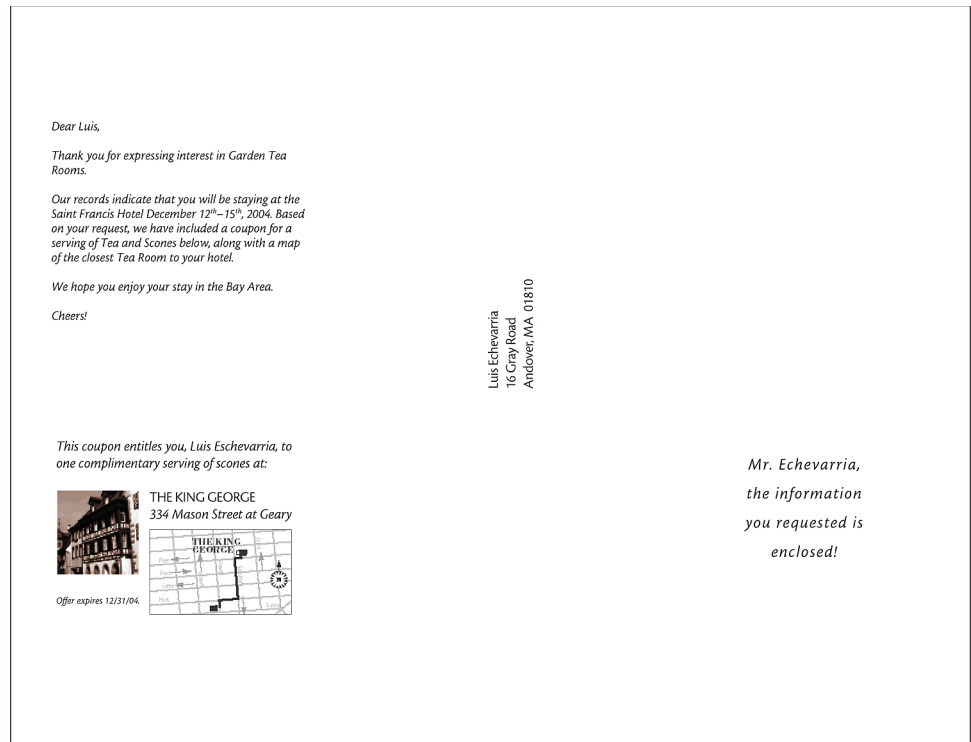 Dear Luis,
Thank you for expressing interest in Garden Tea
Rooms.
Our records indicate that you will be staying at the
Saint Francis Hotel December 12th–15th, 2004. Based
on your request, we have included a coupon for a
serving of Tea and Scones below, along with a map
of the closest Tea Room to your hotel.
We hope you enjoy your stay in the Bay Area.
Cheers!
This coupon entitles you, Luis Eschevarria, to
one complimentary serving of scones at:
THE KING GEORGE
334 Mason Street at Geary
THE KING
GEORGE
Post
Geary
Offer expires 12/31/04.
Luis Echevarria
16 Gray Road
Andover, MA 01810
Mr. Echevarria,
the information
you requested is
enclosed!